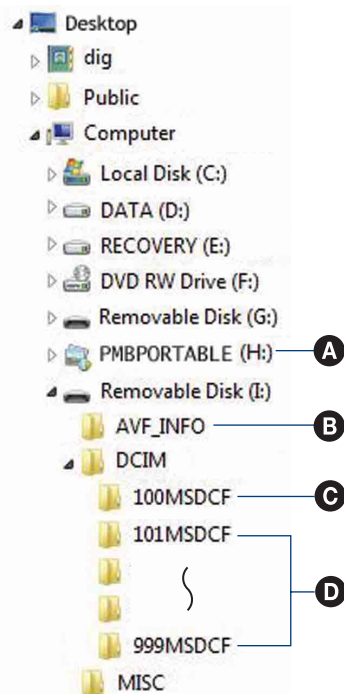 Desktop
dig
Public
Computer
Local Disk (C:)
DATA (D:)
RECOVERY (E:)
DVD RW Drive (F:)
Removable Disk (G:)
PMBPORTABLE (H:) A
Removable Disk (I:)
AVF_INFO B
DCIM
100MSDCF C
101MSDCF
D
999MSDCF
MISC